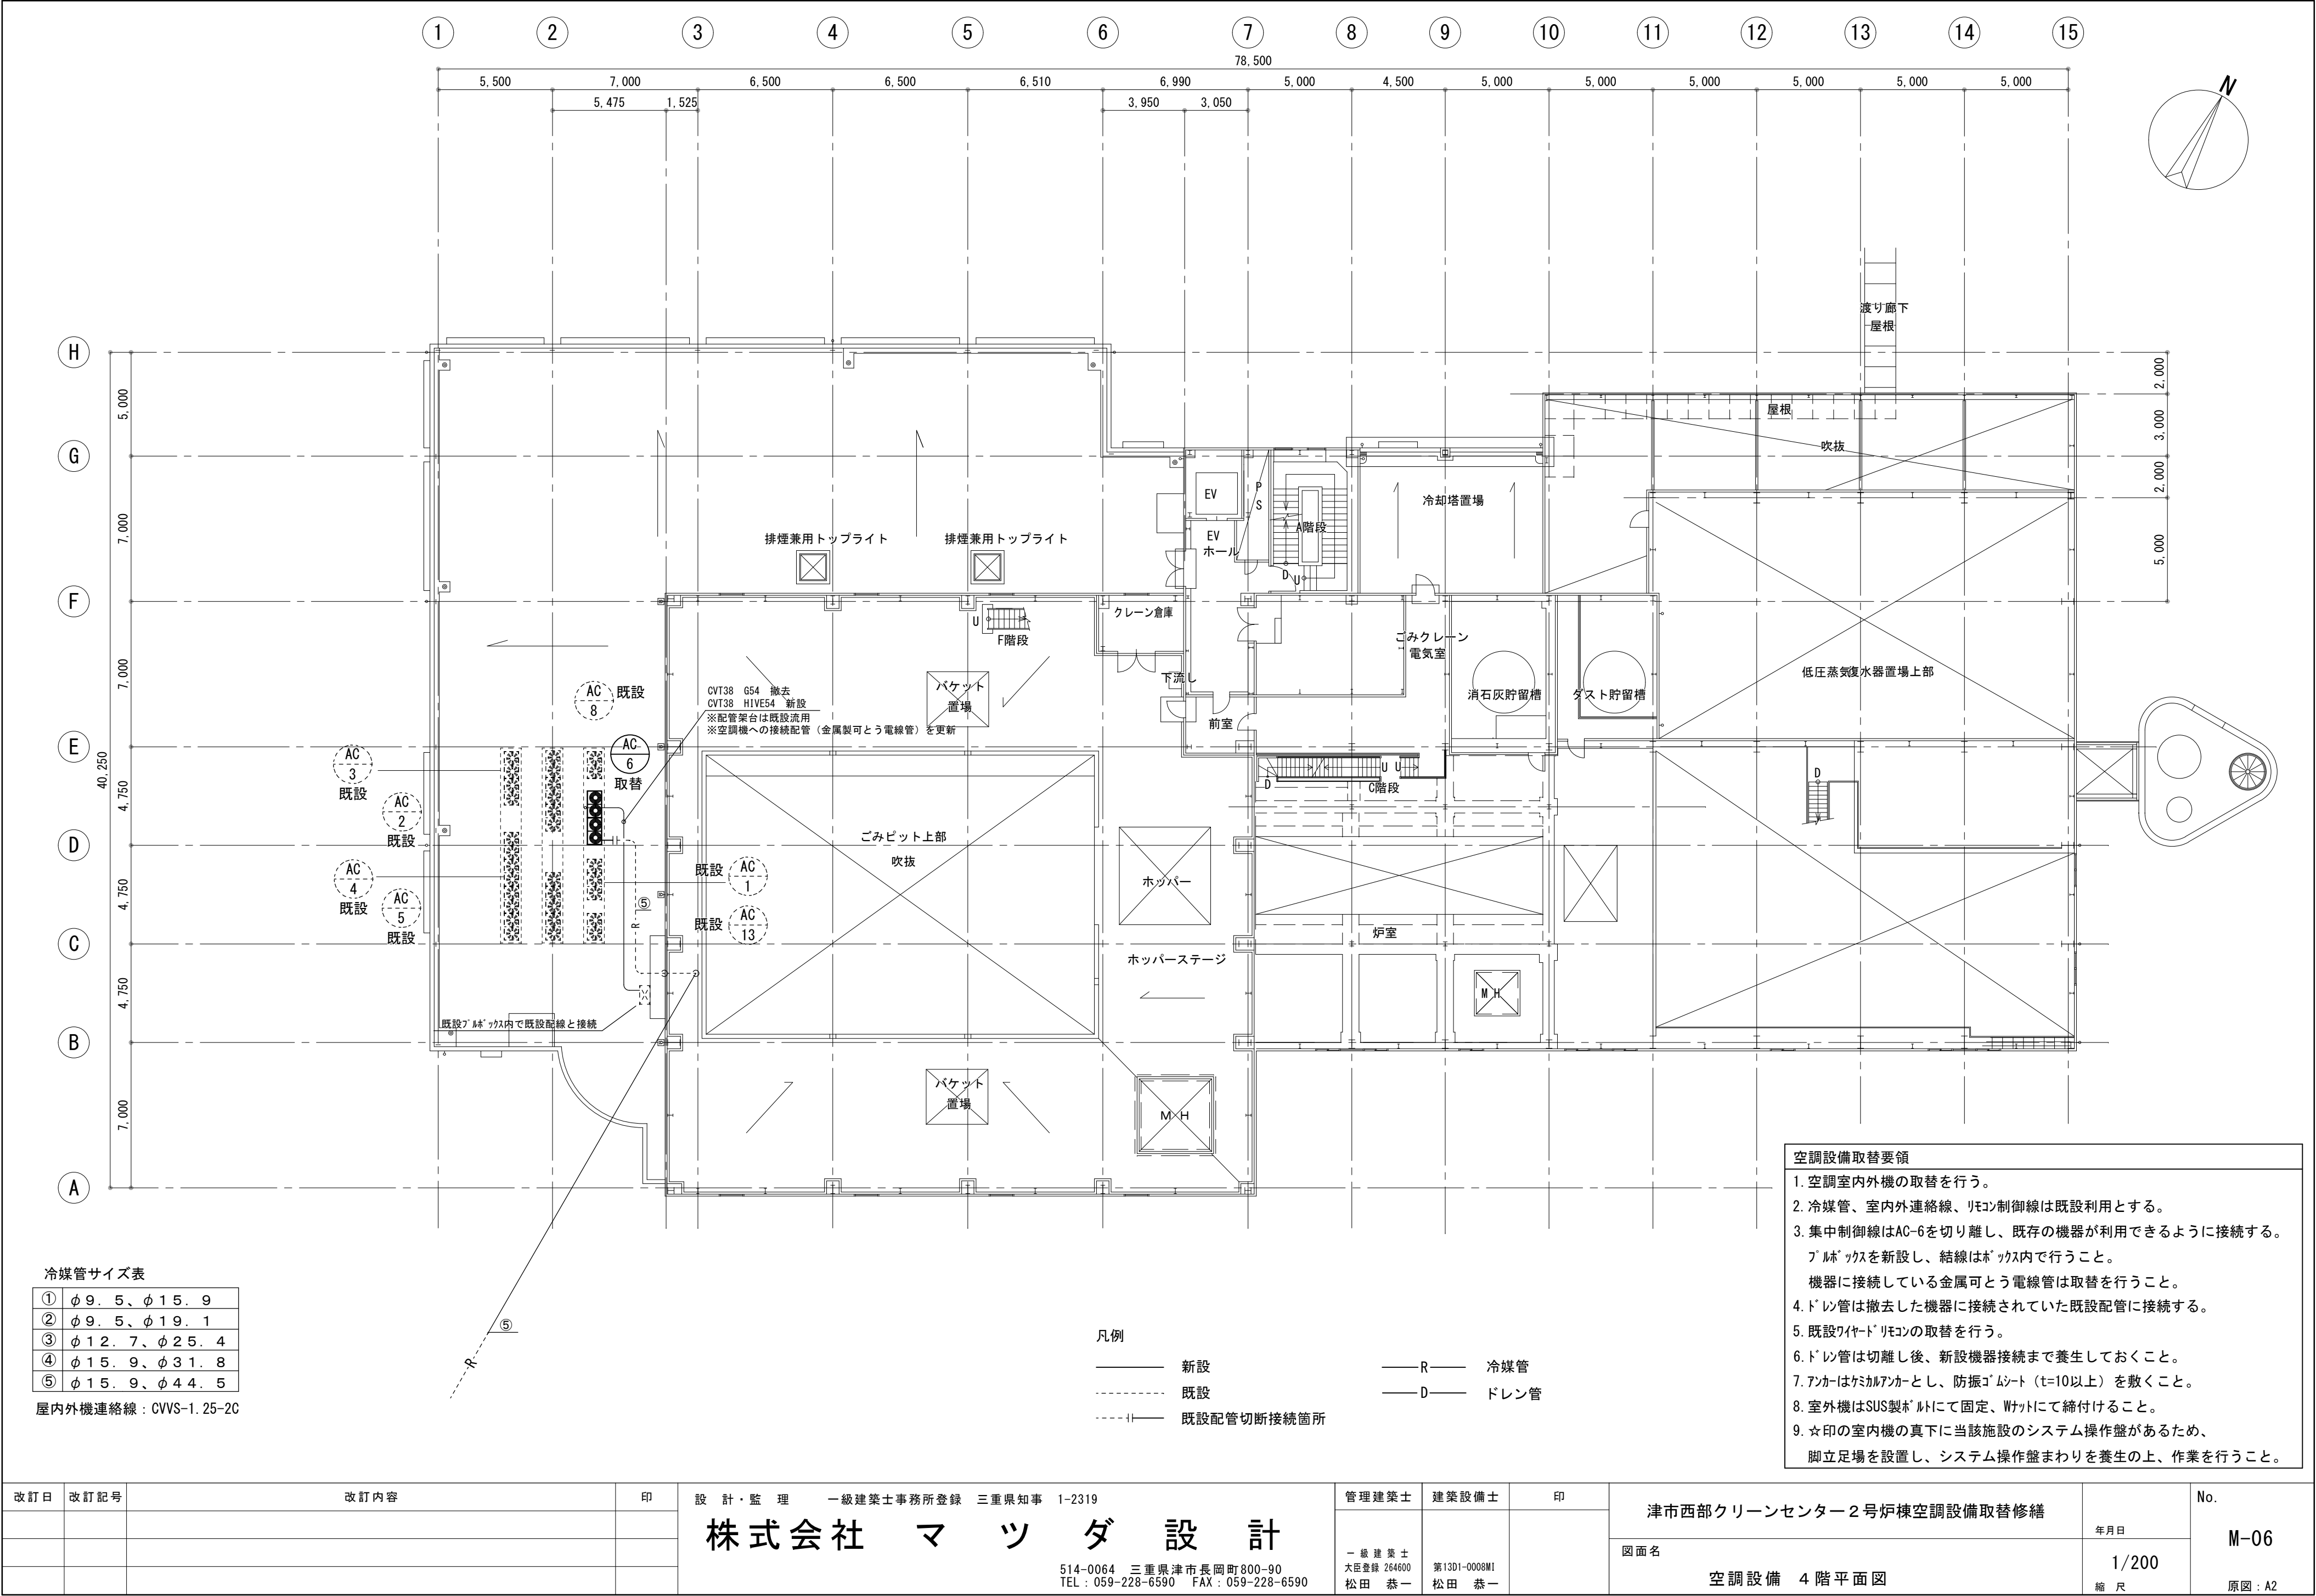 1 2 3 4 5 6 7 8 9 10 11 12 13 14 15
78,500
5,500 7,000 6,500 6,500 6,510 6,990 5,000 4,500 5,000 5,000 5,000 5,000 5,000 5,000
5,475 1,525 3,950 3,050
N
渡り廊下
屋根
H
G
F
E
D
C
B
A
5,000
7,000
7,000
4,750
4,750
4,750
7,000
40,250
2,000
3,000
2,000
5,000
屋根
吹抜
EV
PS
A階段
冷却塔置場
EV
ホール
D U
排煙兼用トップライト
排煙兼用トップライト
クレーン倉庫
U
F階段
ごみクレーン
電気室
下流し
バケット
置場
消石灰貯留槽
ダスト貯留槽
低圧蒸気復水器置場上部
前室
AC
8
既設
CVT38 G54 撤去
CVT38 HIVE54 新設
※配管架台は既設流用
※空調機への接続配管（金属製可とう電線管）を更新
AC
6
取替
AC
3
既設
AC
2
既設
AC
4
既設
AC
5
既設
既設
AC
1
既設
AC
13
⑤
R
ごみピット上部
吹抜
D
U U
C階段
D
ホッパー
ホッパーステージ
炉室
MH
既設ﾌﾟﾙﾎﾞｯｸｽ内で既設配線と接続
バケット
置場
MH
⑤
R
冷媒管サイズ表
① φ9．5、φ15．9
② φ9．5、φ19．1
③ φ12．7、φ25．4
④ φ15．9、φ31．8
⑤ φ15．9、φ44．5
屋内外機連絡線：CVVS-1.25-2C
凡例
新設
既設
既設配管切断接続箇所
R 冷媒管
D ドレン管
空調設備取替要領
1.空調室内外機の取替を行う。
2.冷媒管、室内外連絡線、ﾘﾓｺﾝ制御線は既設利用とする。
3.集中制御線はAC-6を切り離し、既存の機器が利用できるように接続する。
ﾌﾟﾙﾎﾞｯｸｽを新設し、結線はﾎﾞｯｸｽ内で行うこと。
機器に接続している金属可とう電線管は取替を行うこと。
4.ﾄﾞﾚﾝ管は撤去した機器に接続されていた既設配管に接続する。
5.既設ﾜｲﾔｰﾄﾞﾘﾓｺﾝの取替を行う。
6.ﾄﾞﾚﾝ管は切離し後、新設機器接続まで養生しておくこと。
7.ｱﾝｶｰはｹﾐｶﾙｱﾝｶｰとし、防振ｺﾞﾑｼｰﾄ（t=10以上）を敷くこと。
8.室外機はSUS製ﾎﾞﾙﾄにて固定、Wﾅｯﾄにて締付けること。
9.☆印の室内機の真下に当該施設のシステム操作盤があるため、
脚立足場を設置し、システム操作盤まわりを養生の上、作業を行うこと。
改訂日 改訂記号 改訂内容 印
設 計・監 理 一級建築士事務所登録 三重県知事 1-2319
株式会社 マツダ設計
514-0064 三重県津市長岡町800-90
TEL：059-228-6590 FAX：059-228-6590
管理建築士 建築設備士 印
一級建築士
大臣登録 264600
松田 恭一
第13D1-0008MI
松田 恭一
津市西部クリーンセンター２号炉棟空調設備取替修繕
図面名
空調設備 ４階平面図
年月日
1/200
縮 尺
No.
M-06
原図：A2